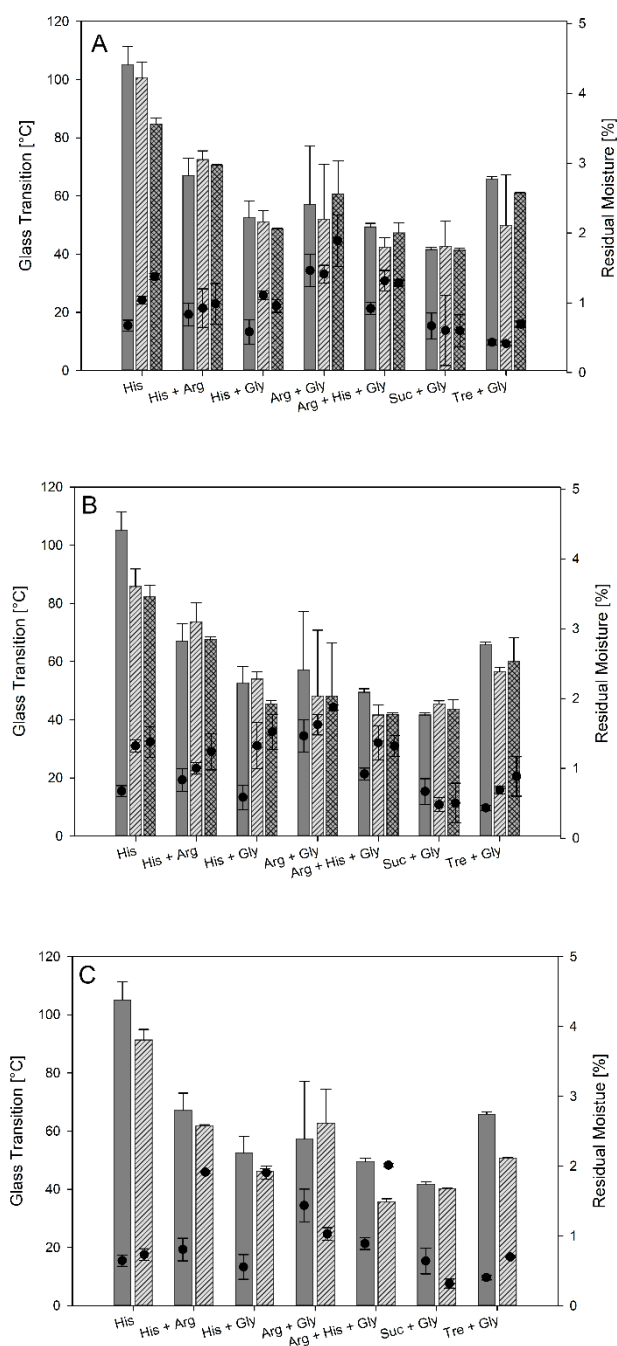 A
120
100
80
60
40
20
0
Glass Transition [°C]
5
4
3
2
1
0
Residual Moisture [%]
His
His + Arg
His + Gly
Arg + Gly
Arg + His + Gly
Suc + Gly
Tre + Gly
B
120
100
80
60
40
20
0
Glass Transition [°C]
5
4
3
2
1
0
Residual Moisture [%]
His
His + Arg
His + Gly
Arg + Gly
Arg + His + Gly
Suc + Gly
Tre + Gly
C
120
100
80
60
40
20
0
Glass Transition [°C]
5
4
3
2
1
0
Residual Moistue [%]
His
His + Arg
His + Gly
Arg + Gly
Arg + His + Gly
Suc + Gly
Tre + Gly